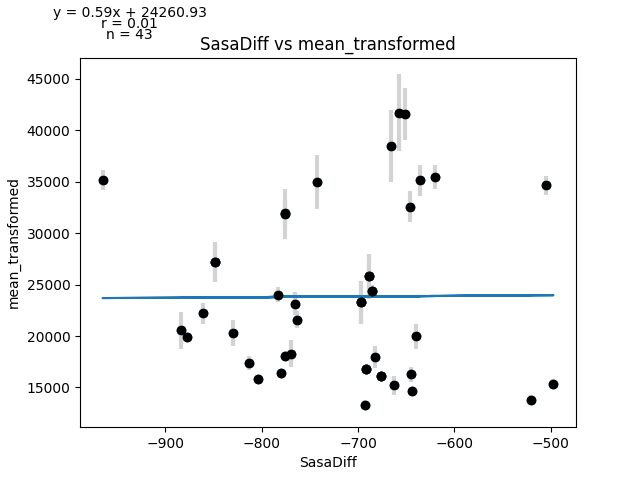 y = 0.59x + 24260.93
r = 0.01
n = 43
SasaDiff vs mean_transformed
45000
40000
35000
30000
25000
20000
15000
mean_transformed
−900
−800
−700
−600
−500
SasaDiff